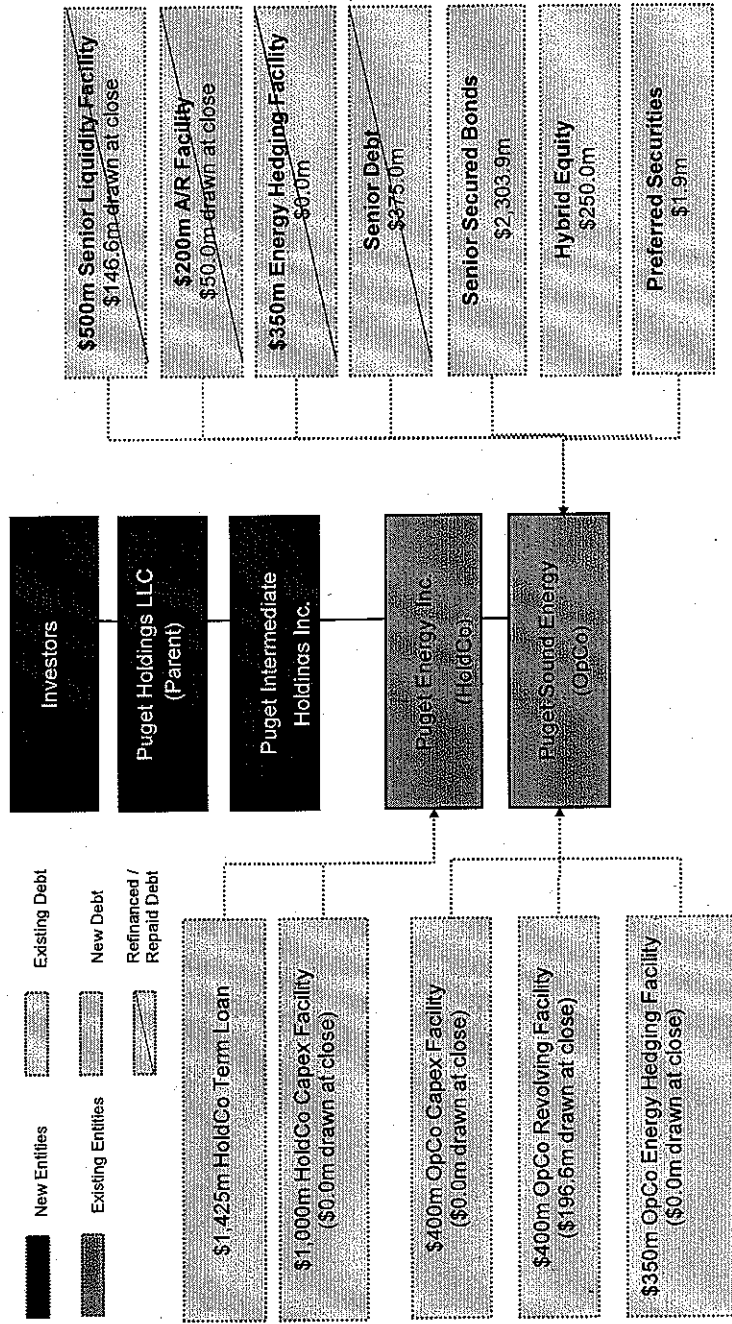 New Entities
Existing Entities
Existing Debt
New Debt
Refinanced /
Repaid Debt
Investors
Puget Holdings LLC
(Parent)
Puget Intermediate
Holdings Inc.
Puget Energy, Inc.
(HoldCo)
Puget Sound Energy
(OpCo)
$1,425m HoldCo Term Loan
$1,000m HoldCo Capex Facility
($0.0m drawn at close)
$400m OpCo Capex Facility
($0.0m drawn at close)
$400m OpCo Revolving Facility
($196.6m drawn at close)
$350m OpCo Energy Hedging Facility
($0.0m drawn at close)
$500m Senior Liquidity Facility
$146.6m drawn at close
$200m A/R Facility
$50.0m drawn at close
$350m Energy Hedging Facility
$0.0m
Senior Debt
$375.0m
Senior Secured Bonds
$2,303.9m
Hybrid Equity
$250.0m
Preferred Securities
$1.9m